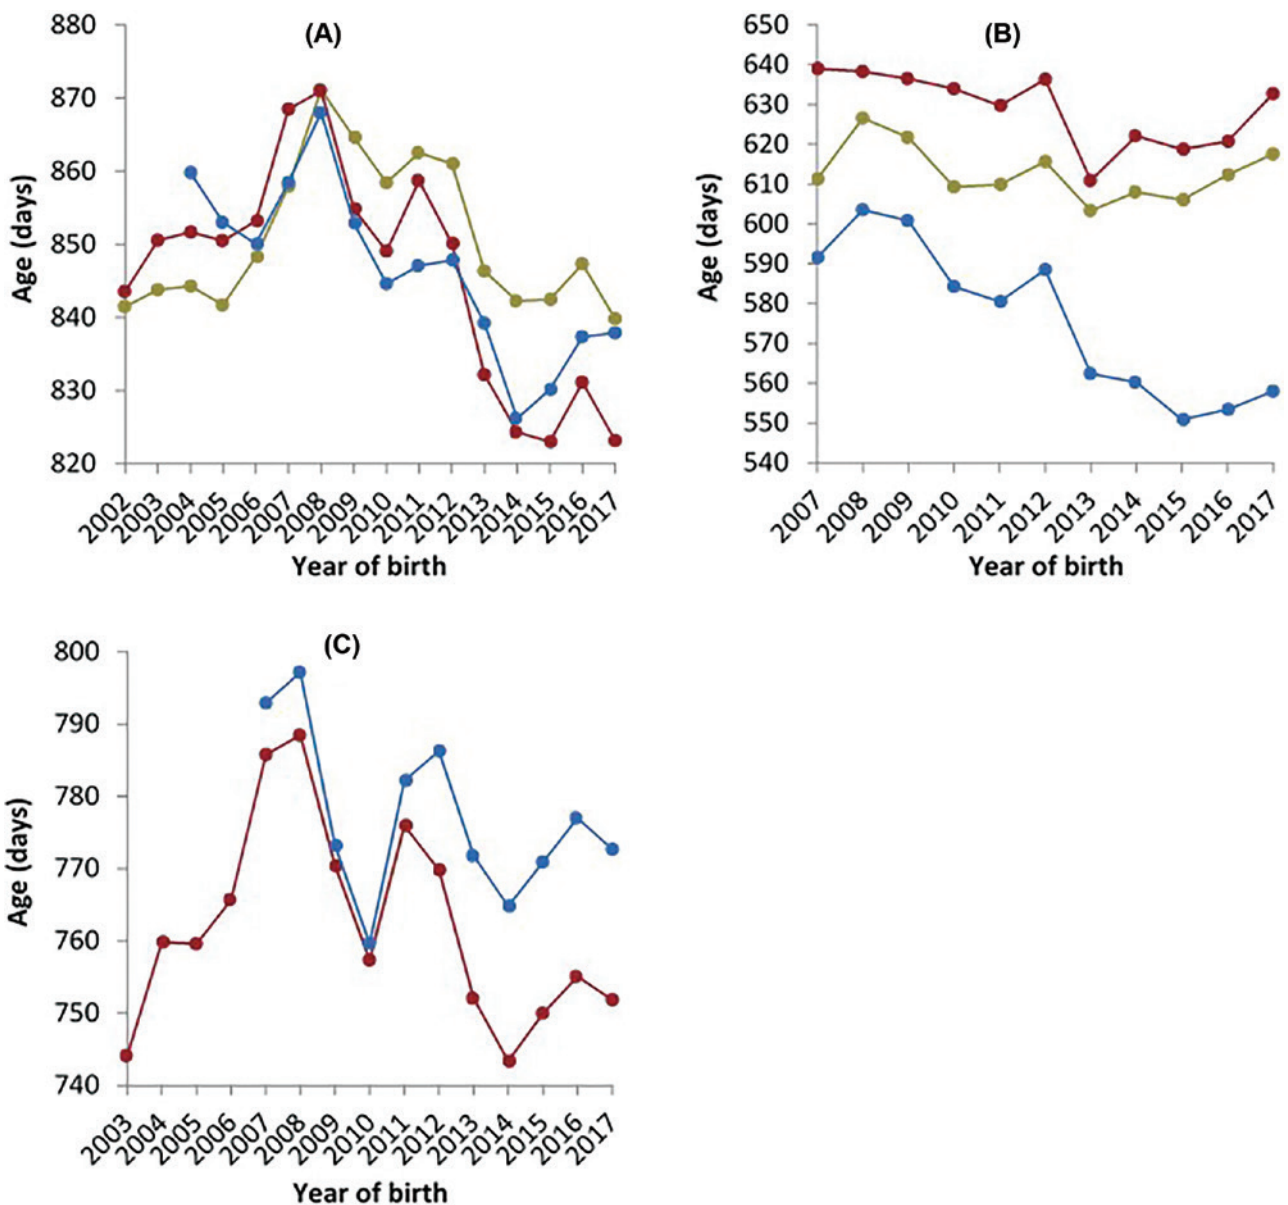 (A)
880
870
860
850
840
830
820
Age (days)
2002 2003 2004 2005 2006 2007 2008 2009 2010 2011 2012 2013 2014 2015 2016 2017
Year of birth
(B)
650
640
630
620
610
600
590
580
570
560
550
540
Age (days)
2007 2008 2009 2010 2011 2012 2013 2014 2015 2016 2017
Year of birth
(C)
800
790
780
770
760
750
740
Age (days)
2003 2004 2005 2006 2007 2008 2009 2010 2011 2012 2013 2014 2015 2016 2017
Year of birth